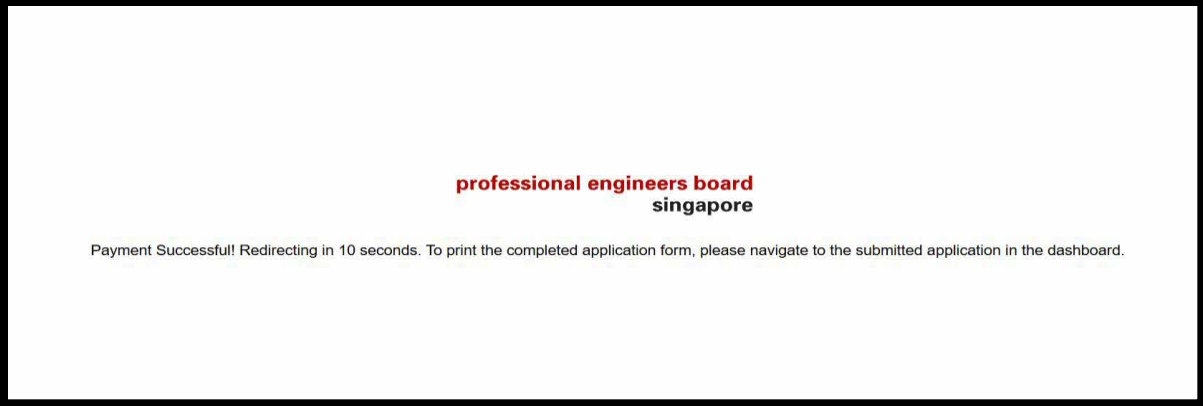 professional engineers board
singapore
Payment Successful! Redirecting in 10 seconds. To print the completed application form, please navigate to the submitted application in the dashboard.